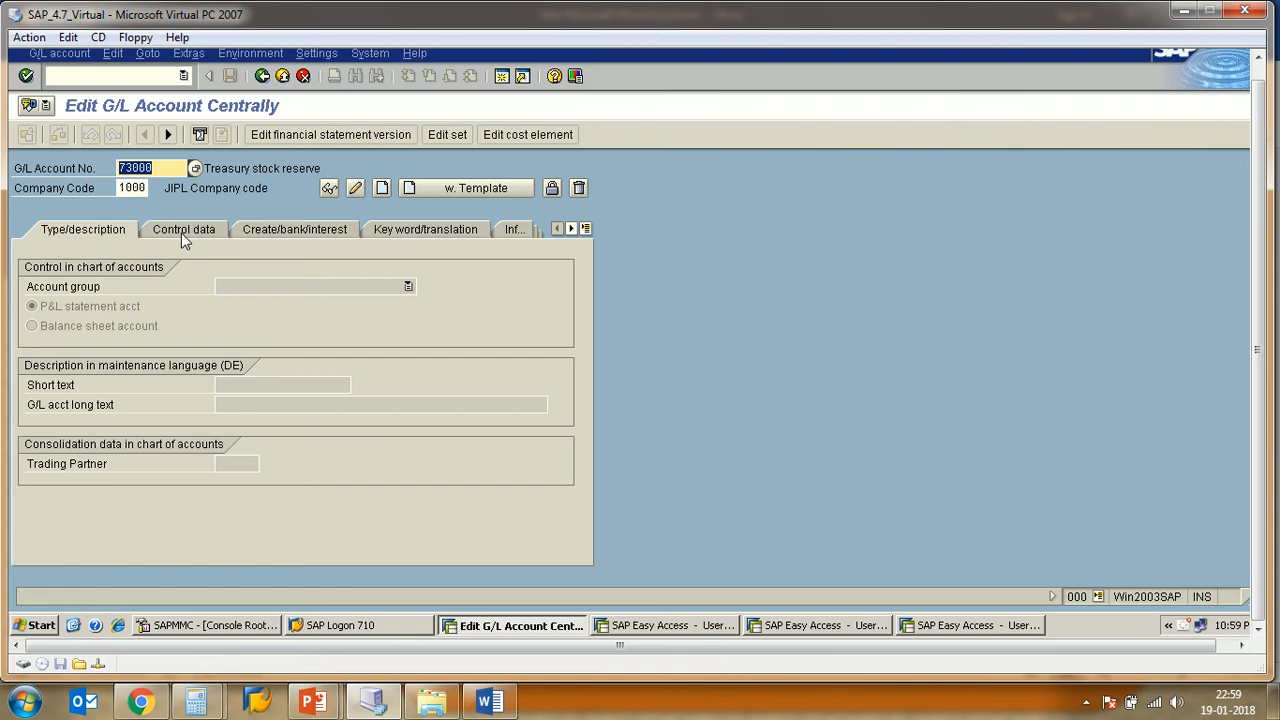 SAP_4.7_Virtual - Microsoft Virtual PC 2007
Action Edit CD Floppy Help
G/L account Edit Goto Extras Environment Settings System Help
SAP
Edit G/L Account Centrally
Edit financial statement version Edit set Edit cost element
G/L Account No. 73000 Treasury stock reserve
Company Code 1000 JIPL Company code w. Template
Type/description Control data Create/bank/interest Key word/translation Inf...
Control in chart of accounts
Account group
P&L statement acct
Balance sheet account
Description in maintenance language (DE)
Short text
G/L acct long text
Consolidation data in chart of accounts
Trading Partner
000 Win2003SAP INS
Start SAPMMC - [Console Root... SAP Logon 710 Edit G/L Account Cent... SAP Easy Access - User... SAP Easy Access - User... SAP Easy Access - User... « 10:59 P
22:59
19-01-2018